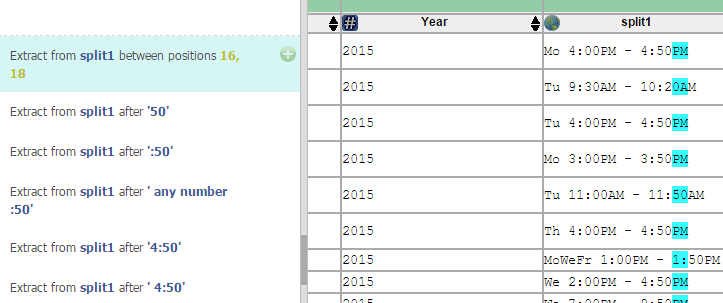 Extract from split1 between positions 16,
18
Extract from split1 after '50'
Extract from split1 after ':50'
Extract from split1 after ' any number
:50'
Extract from split1 after '4:50'
Extract from split1 after ' 4:50'
# Year split1
2015 Mo 4:00PM - 4:50PM
2015 Tu 9:30AM - 10:20AM
2015 Tu 4:00PM - 4:50PM
2015 Mo 3:00PM - 3:50PM
2015 Tu 11:00AM - 11:50AM
2015 Th 4:00PM - 4:50PM
2015 MoWeFr 1:00PM - 1:50PM
2015 We 2:00PM - 4:50PM